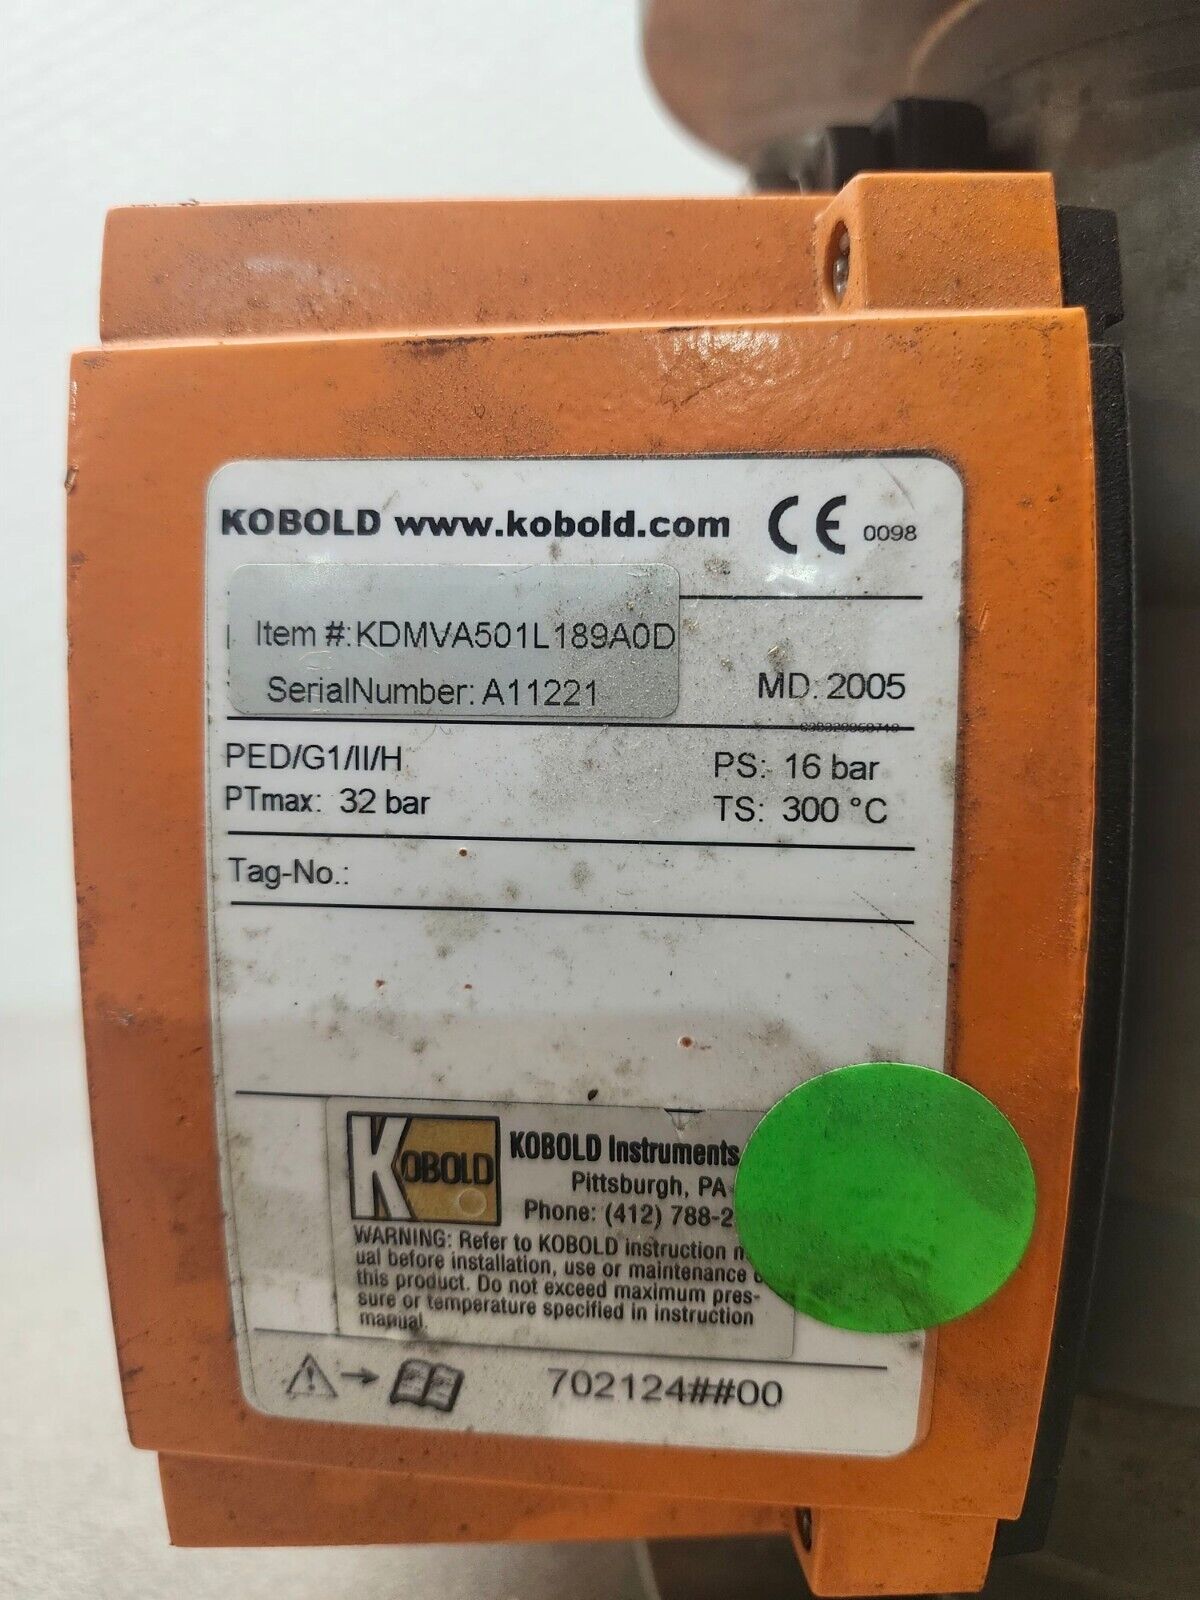 KOBOLD www.kobold.com CE 0098
Item #:KDMVA501L189A0D
SerialNumber: A11221
MD: 2005
PED/G1/II/H
PS: 16 bar
PTmax: 32 bar
TS: 300 °C
Tag-No.:
KOBOLD
KOBOLD Instruments
Pittsburgh, PA
Phone: (412) 788-2
WARNING: Refer to KOBOLD instruction
ual before installation, use or maintenance
this product. Do not exceed maximum pres-
sure or temperature specified in instruction
manual.
702124##00